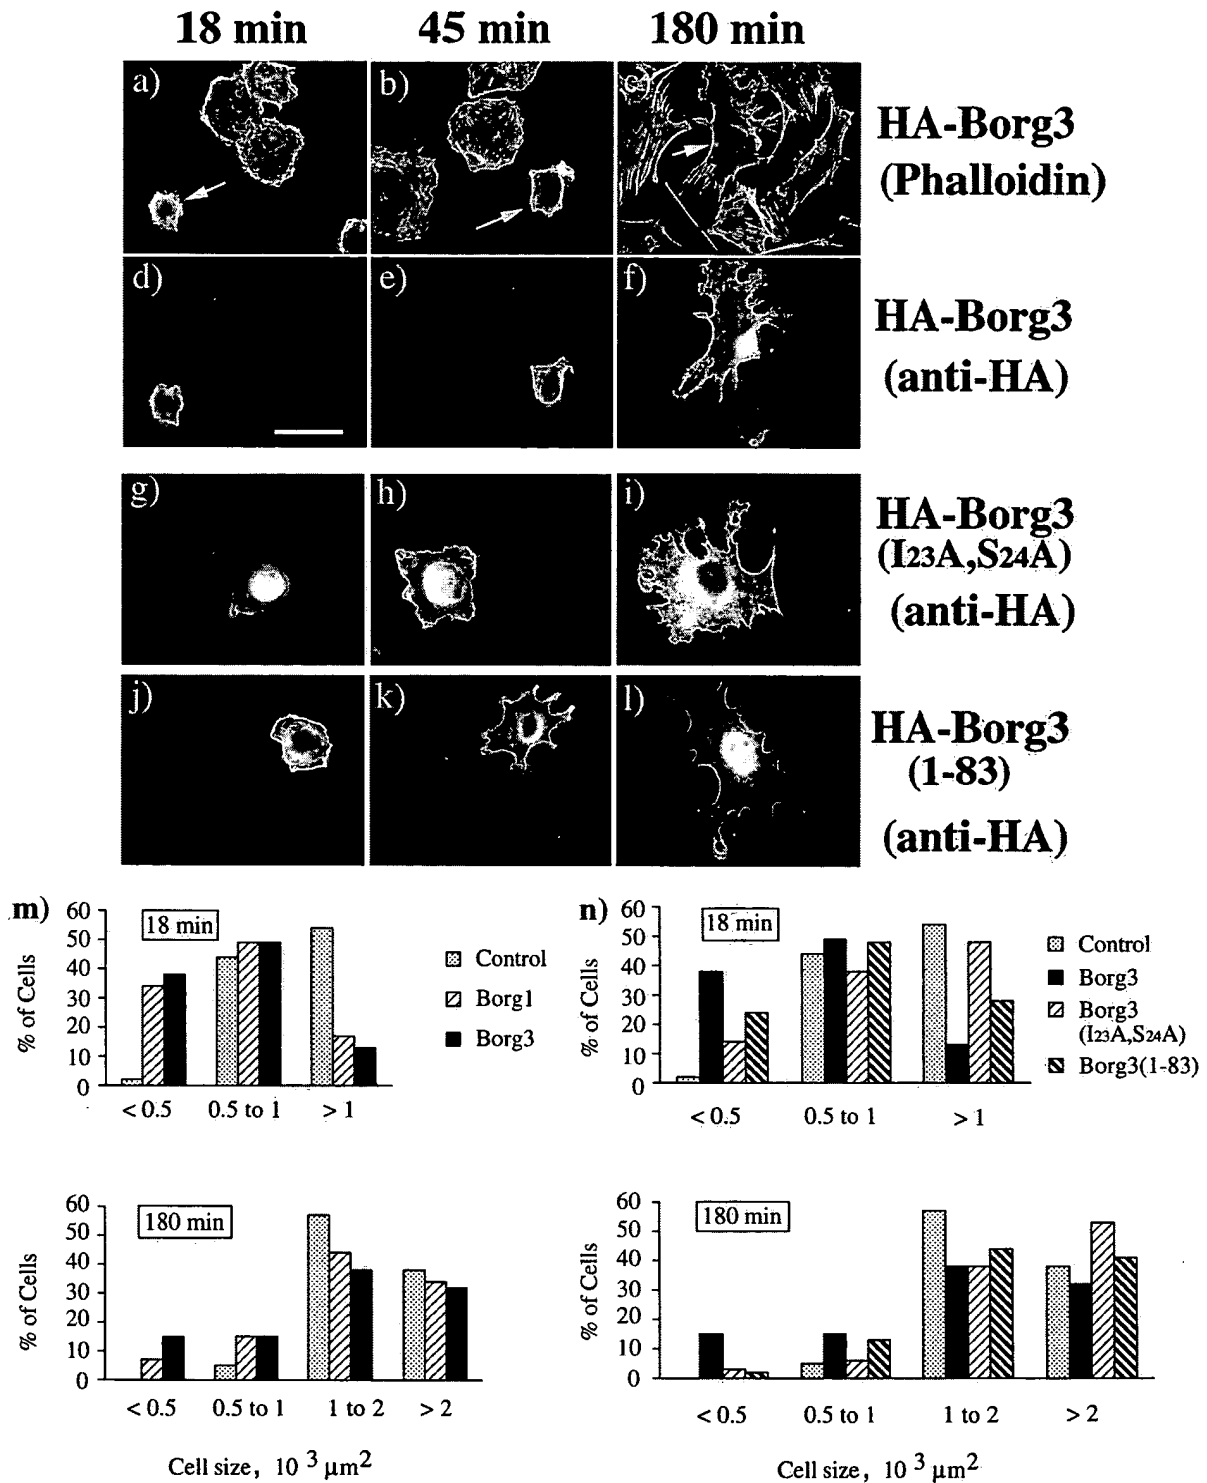 18 min 45 min 180 min
a) b) c)
HA-Borg3
(Phalloidin)
d) e) f)
HA-Borg3
(anti-HA)
g) h) i)
HA-Borg3
(I23A,S24A)
(anti-HA)
j) k) l)
HA-Borg3
(1-83)
(anti-HA)
m)
18 min
% of Cells
60
50
40
30
20
10
0
< 0.5 0.5 to 1 > 1
Control
Borg1
Borg3
n)
18 min
% of Cells
60
50
40
30
20
10
0
< 0.5 0.5 to 1 > 1
Control
Borg3
Borg3
(I23A,S24A)
Borg3(1-83)
180 min
% of Cells
60
50
40
30
20
10
0
< 0.5 0.5 to 1 1 to 2 > 2
Cell size, 10 3 µm2
180 min
% of Cells
60
50
40
30
20
10
0
< 0.5 0.5 to 1 1 to 2 > 2
Cell size, 10 3 µm2